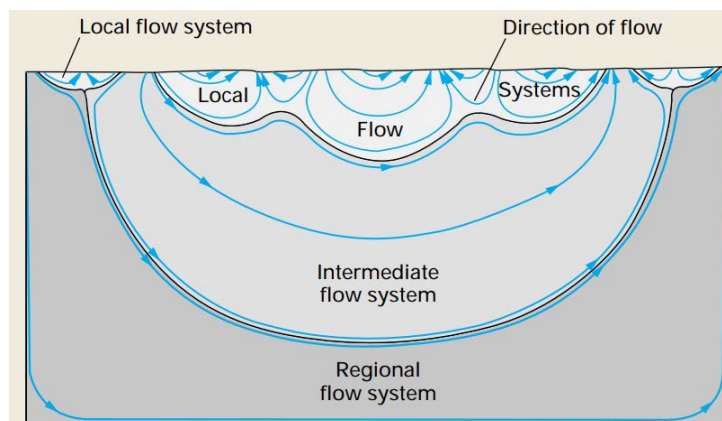 Local flow system
Direction of flow
Local
Flow
Systems
Intermediate
flow system
Regional
flow system